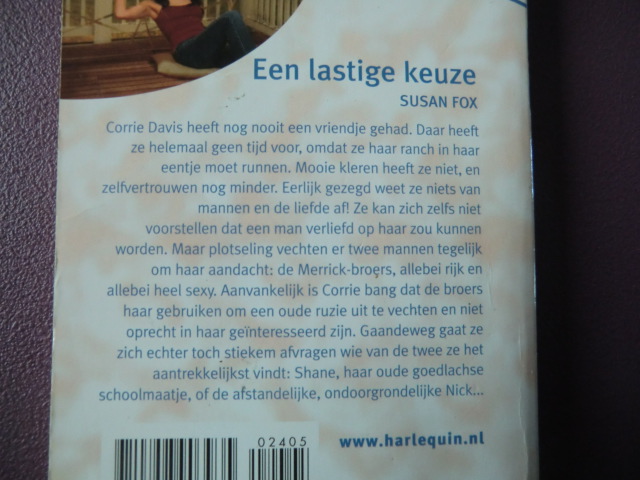 Een lastige keuze
SUSAN FOX
Corrie Davis heeft nog nooit een vriendje gehad. Daar heeft
ze helemaal geen tijd voor, omdat ze haar ranch in haar
eentje moet runnen. Mooie kleren heeft ze niet, en
zelfvertrouwen nog minder. Eerlijk gezegd weet ze niets van
mannen en de liefde af! Ze kan zich zelfs niet
voorstellen dat een man verliefd op haar zou kunnen
worden. Maar plotseling vechten er twee mannen tegelijk
om haar aandacht: de Merrick-broers, allebei rijk en
allebei heel sexy. Aanvankelijk is Corrie bang dat de broers
haar gebruiken om een oude ruzie uit te vechten en niet
oprecht in haar geïnteresseerd zijn. Gaandeweg gaat ze
zich echter toch stiekem afvragen wie van de twee ze het
aantrekkelijkst vindt: Shane, haar oude goedlachse
schoolmaatje, of de afstandelijke, ondoorgrondelijke Nick...
02405
www.harlequin.nl